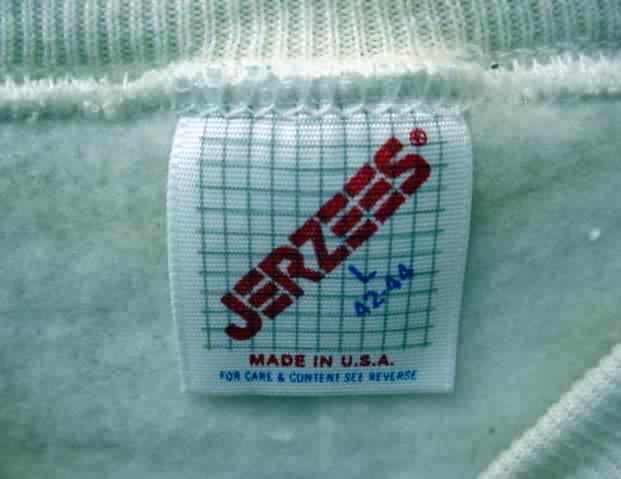 JERZEES®
L
42-44
MADE IN U.S.A.
FOR CARE & CONTENT SEE REVERSE